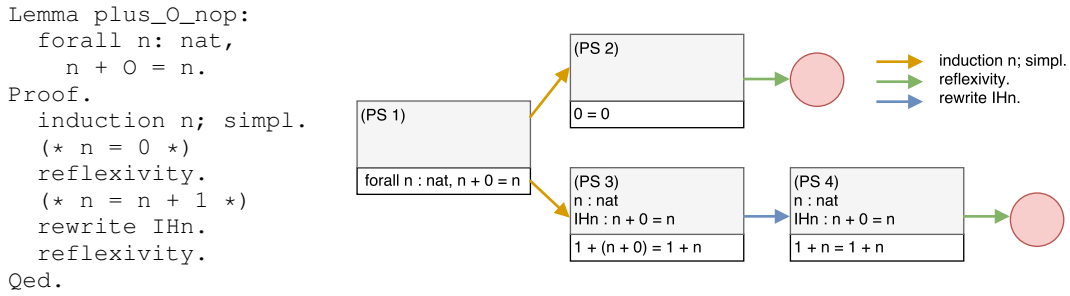 Lemma plus_O_nop:
forall n: nat,
n + O = n.
Proof.
induction n; simpl.
(* n = 0 *)
reflexivity.
(* n = n + 1 *)
rewrite IHn.
reflexivity.
Qed.
(PS 1)
forall n : nat, n + 0 = n
(PS 2)
0 = 0
(PS 3)
n : nat
IHn : n + 0 = n
1 + (n + 0) = 1 + n
(PS 4)
n : nat
IHn : n + 0 = n
1 + n = 1 + n
induction n; simpl.
reflexivity.
rewrite IHn.